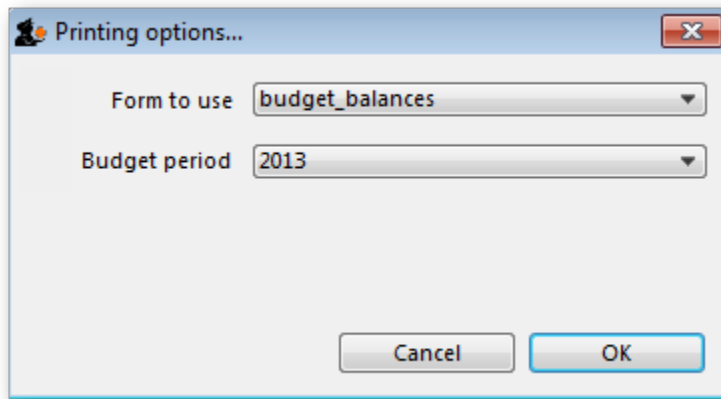 Printing options...
Form to use budget_balances
Budget period 2013
Cancel OK